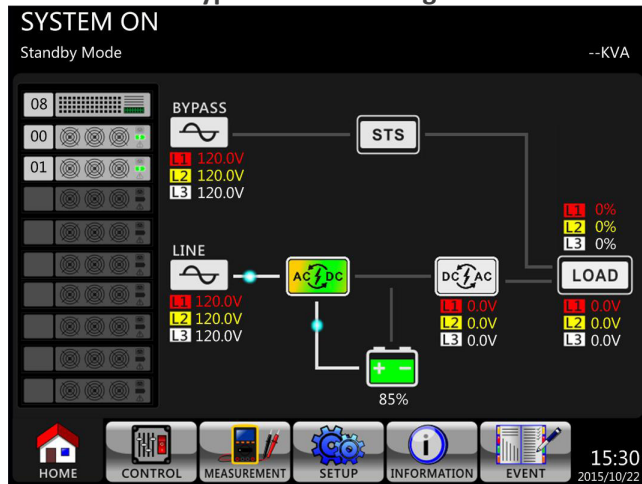 SYSTEM ON
Standby Mode
--KVA
08
00
01
BYPASS
L1 120.0V
L2 120.0V
L3 120.0V
STS
LINE
L1 120.0V
L2 120.0V
L3 120.0V
AC DC
DC AC
L1 0.0V
L2 0.0V
L3 0.0V
L1 0%
L2 0%
L3 0%
LOAD
L1 0.0V
L2 0.0V
L3 0.0V
+ -
85%
HOME
CONTROL
MEASUREMENT
SETUP
INFORMATION
EVENT
15:30
2015/10/22